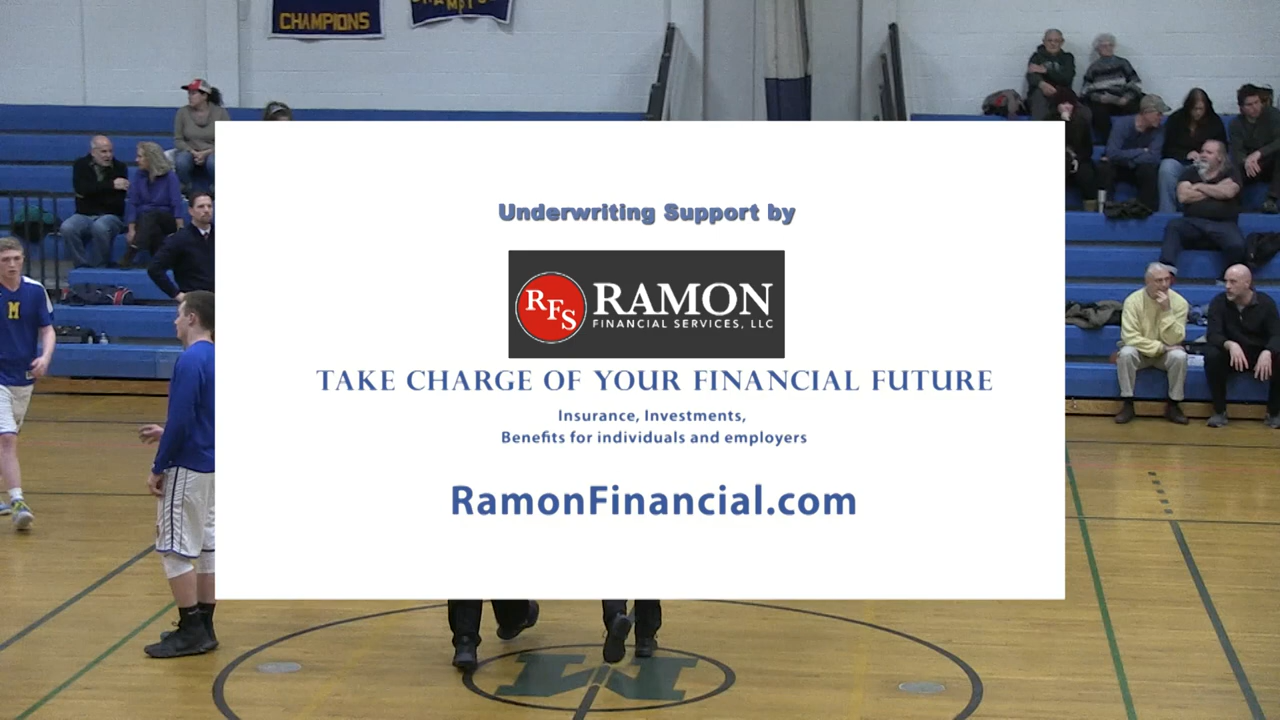 CHAMPIONS
Underwriting Support by
RFS
RAMON
FINANCIAL SERVICES, LLC
TAKE CHARGE OF YOUR FINANCIAL FUTURE
Insurance, Investments,
Benefits for individuals and employers
RamonFinancial.com
M
M